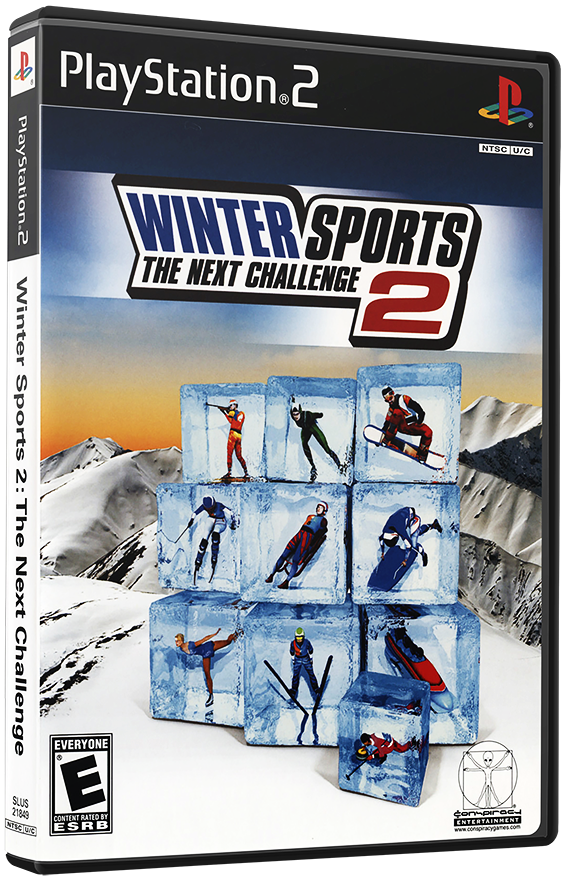 PlayStation®2
NTSC U/C
WINTER SPORTS
THE NEXT CHALLENGE
2
EVERYONE
E
CONTENT RATED BY
ESRB
conspiracy
ENTERTAINMENT
www.conspiracygames.com
PlayStation®2
Winter Sports 2: The Next Challenge
SLUS
21849
NTSC U/C